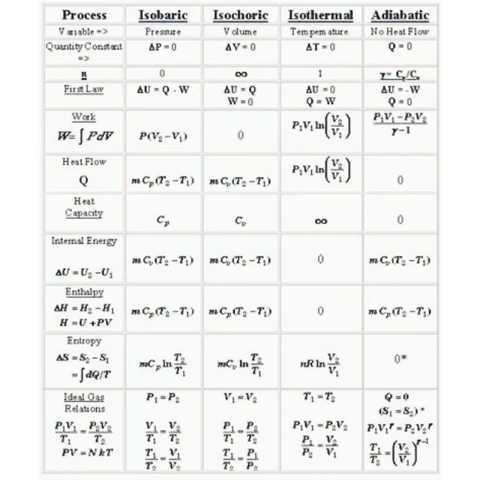 Process Isobaric Isochoric Isothermal Adiabatic
Variable => Pressure Volume Temperature No Heat Flow
Quantity Constant => ΔP = 0 ΔV = 0 ΔT = 0 Q = 0
n 0 ∞ 1 γ = Cp/Cv
First Law ΔU = Q - W ΔU = Q ΔU = 0 ΔU = -W
W = 0 Q = W Q = 0
Work W = ∫ PdV P(V₂ − V₁) 0 P₁V₁ ln(V₂/V₁) (P₁V₁ − P₂V₂)/(γ − 1)
Heat Flow Q m Cp(T₂ − T₁) m Cv(T₂ − T₁) P₁V₁ ln(V₂/V₁) 0
Heat Capacity Cp Cv ∞ 0
Internal Energy ΔU = U₂ − U₁ m Cv(T₂ − T₁) m Cv(T₂ − T₁) 0 m Cv(T₂ − T₁)
Enthalpy
ΔH = H₂ − H₁ m Cp(T₂ − T₁) m Cp(T₂ − T₁) 0 m Cp(T₂ − T₁)
H = U + PV
Entropy
ΔS = S₂ − S₁ mCp ln T₂/T₁ mCv ln T₂/T₁ nR ln V₂/V₁ 0*
= ∫ dQ/T
Ideal Gas P₁ = P₂ V₁ = V₂ T₁ = T₂ Q = 0
Relations (S₁ = S₂) *
P₁V₁/T₁ = P₂V₂/T₂ V₁/T₁ = V₂/T₂ P₁/T₁ = P₂/T₂ P₁V₁ = P₂V₂ P₁V₁^γ = P₂V₂^γ
PV = N kT T₁/T₂ = V₁/V₂ T₁/T₂ = P₁/P₂ P₁/P₂ = V₂/V₁ T₁/T₂ = (V₂/V₁)^γ−1